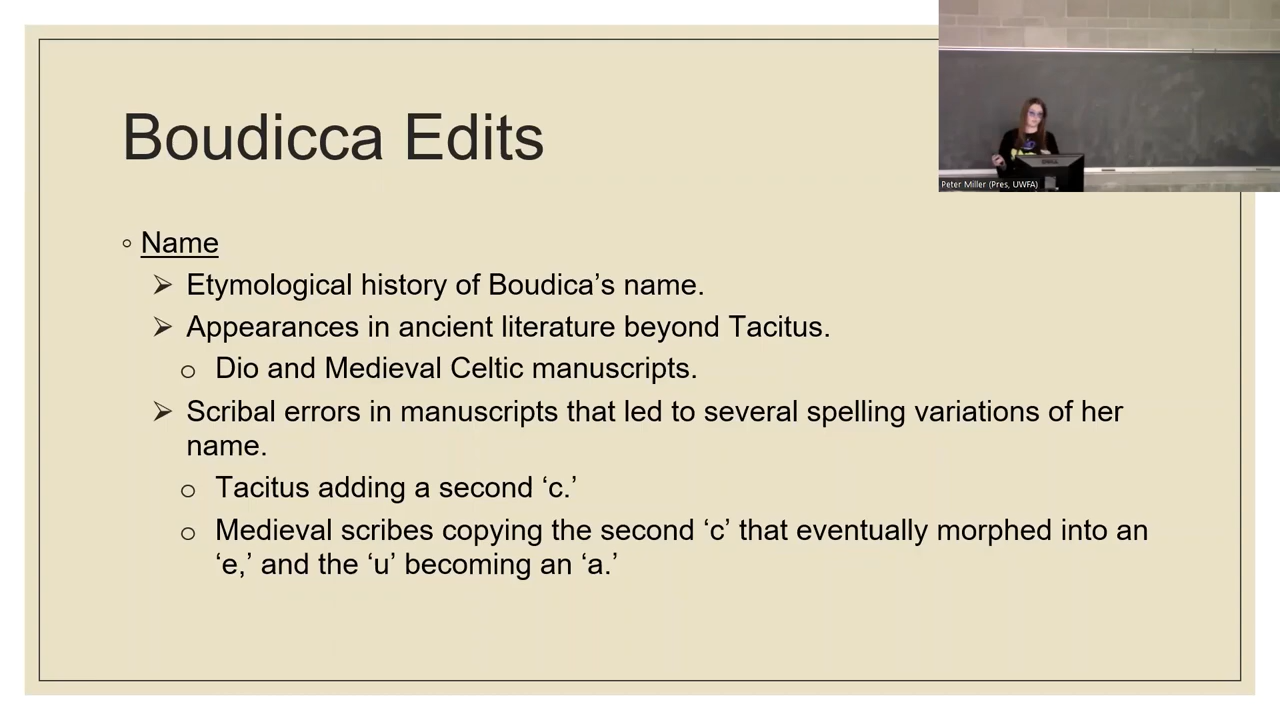 Boudicca Edits
Peter Miller (Pres, UWFA)
DELL
◦ Name
➢ Etymological history of Boudica’s name.
➢ Appearances in ancient literature beyond Tacitus.
o Dio and Medieval Celtic manuscripts.
➢ Scribal errors in manuscripts that led to several spelling variations of her
name.
o Tacitus adding a second ‘c.’
o Medieval scribes copying the second ‘c’ that eventually morphed into an
‘e,’ and the ‘u’ becoming an ‘a.’